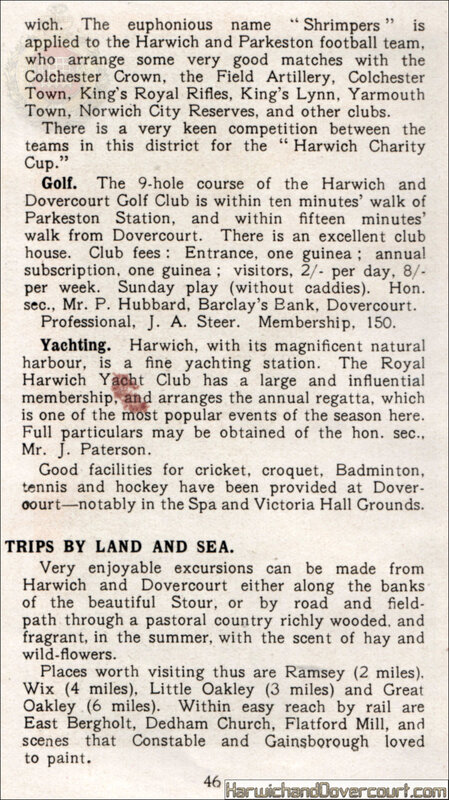 wich. The euphonious name "Shrimpers" is
applied to the Harwich and Parkeston football team,
who arrange some very good matches with the
Colchester Crown, the Field Artillery, Colchester
Town, King's Royal Rifles, King's Lynn, Yarmouth
Town, Norwich City Reserves, and other clubs.
There is a very keen competition between the
teams in this district for the "Harwich Charity
Cup."
Golf. The 9-hole course of the Harwich and
Dovercourt Golf Club is within ten minutes' walk of
Parkeston Station, and within fifteen minutes'
walk from Dovercourt. There is an excellent club
house. Club fees: Entrance, one guinea; annual
subscription, one guinea; visitors, 2/- per day, 8/-
per week. Sunday play (without caddies). Hon.
sec., Mr. P. Hubbard, Barclay's Bank, Dovercourt.
Professional, J. A. Steer. Membership, 150.
Yachting. Harwich, with its magnificent natural
harbour, is a fine yachting station. The Royal
Harwich Yacht Club has a large and influential
membership, and arranges the annual regatta, which
is one of the most popular events of the season here.
Full particulars may be obtained of the hon. sec.,
Mr. J. Paterson.
Good facilities for cricket, croquet, Badminton,
tennis and hockey have been provided at Dover-
court—notably in the Spa and Victoria Hall Grounds.
TRIPS BY LAND AND SEA.
Very enjoyable excursions can be made from
Harwich and Dovercourt either along the banks
of the beautiful Stour, or by road and field-
path through a pastoral country richly wooded, and
fragrant, in the summer, with the scent of hay and
wild-flowers.
Places worth visiting thus are Ramsey (2 miles),
Wix (4 miles), Little Oakley (3 miles) and Great
Oakley (6 miles). Within easy reach by rail are
East Bergholt, Dedham Church, Flatford Mill, and
scenes that Constable and Gainsborough loved
to paint.
46
HarwichandDovercourt.com